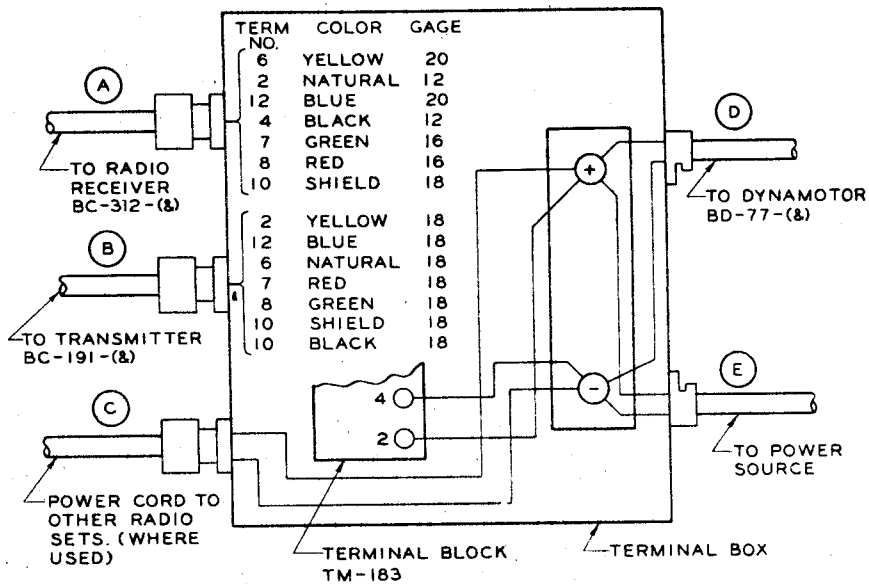 TERM NO. COLOR GAGE
6 YELLOW 20
2 NATURAL 12
12 BLUE 20
4 BLACK 12
7 GREEN 16
8 RED 16
10 SHIELD 18
2 YELLOW 18
12 BLUE 18
6 NATURAL 18
7 RED 18
8 GREEN 18
10 SHIELD 18
10 BLACK 18
A
TO RADIO
RECEIVER
BC-312-(&)
B
&
TO TRANSMITTER
BC-191-(&)
C
POWER CORD TO
OTHER RADIO
SETS. (WHERE
USED)
4
2
TERMINAL BLOCK
TM-183
+
-
D
TO DYNAMOTOR
BD-77-(&)
E
TO POWER
SOURCE
TERMINAL BOX